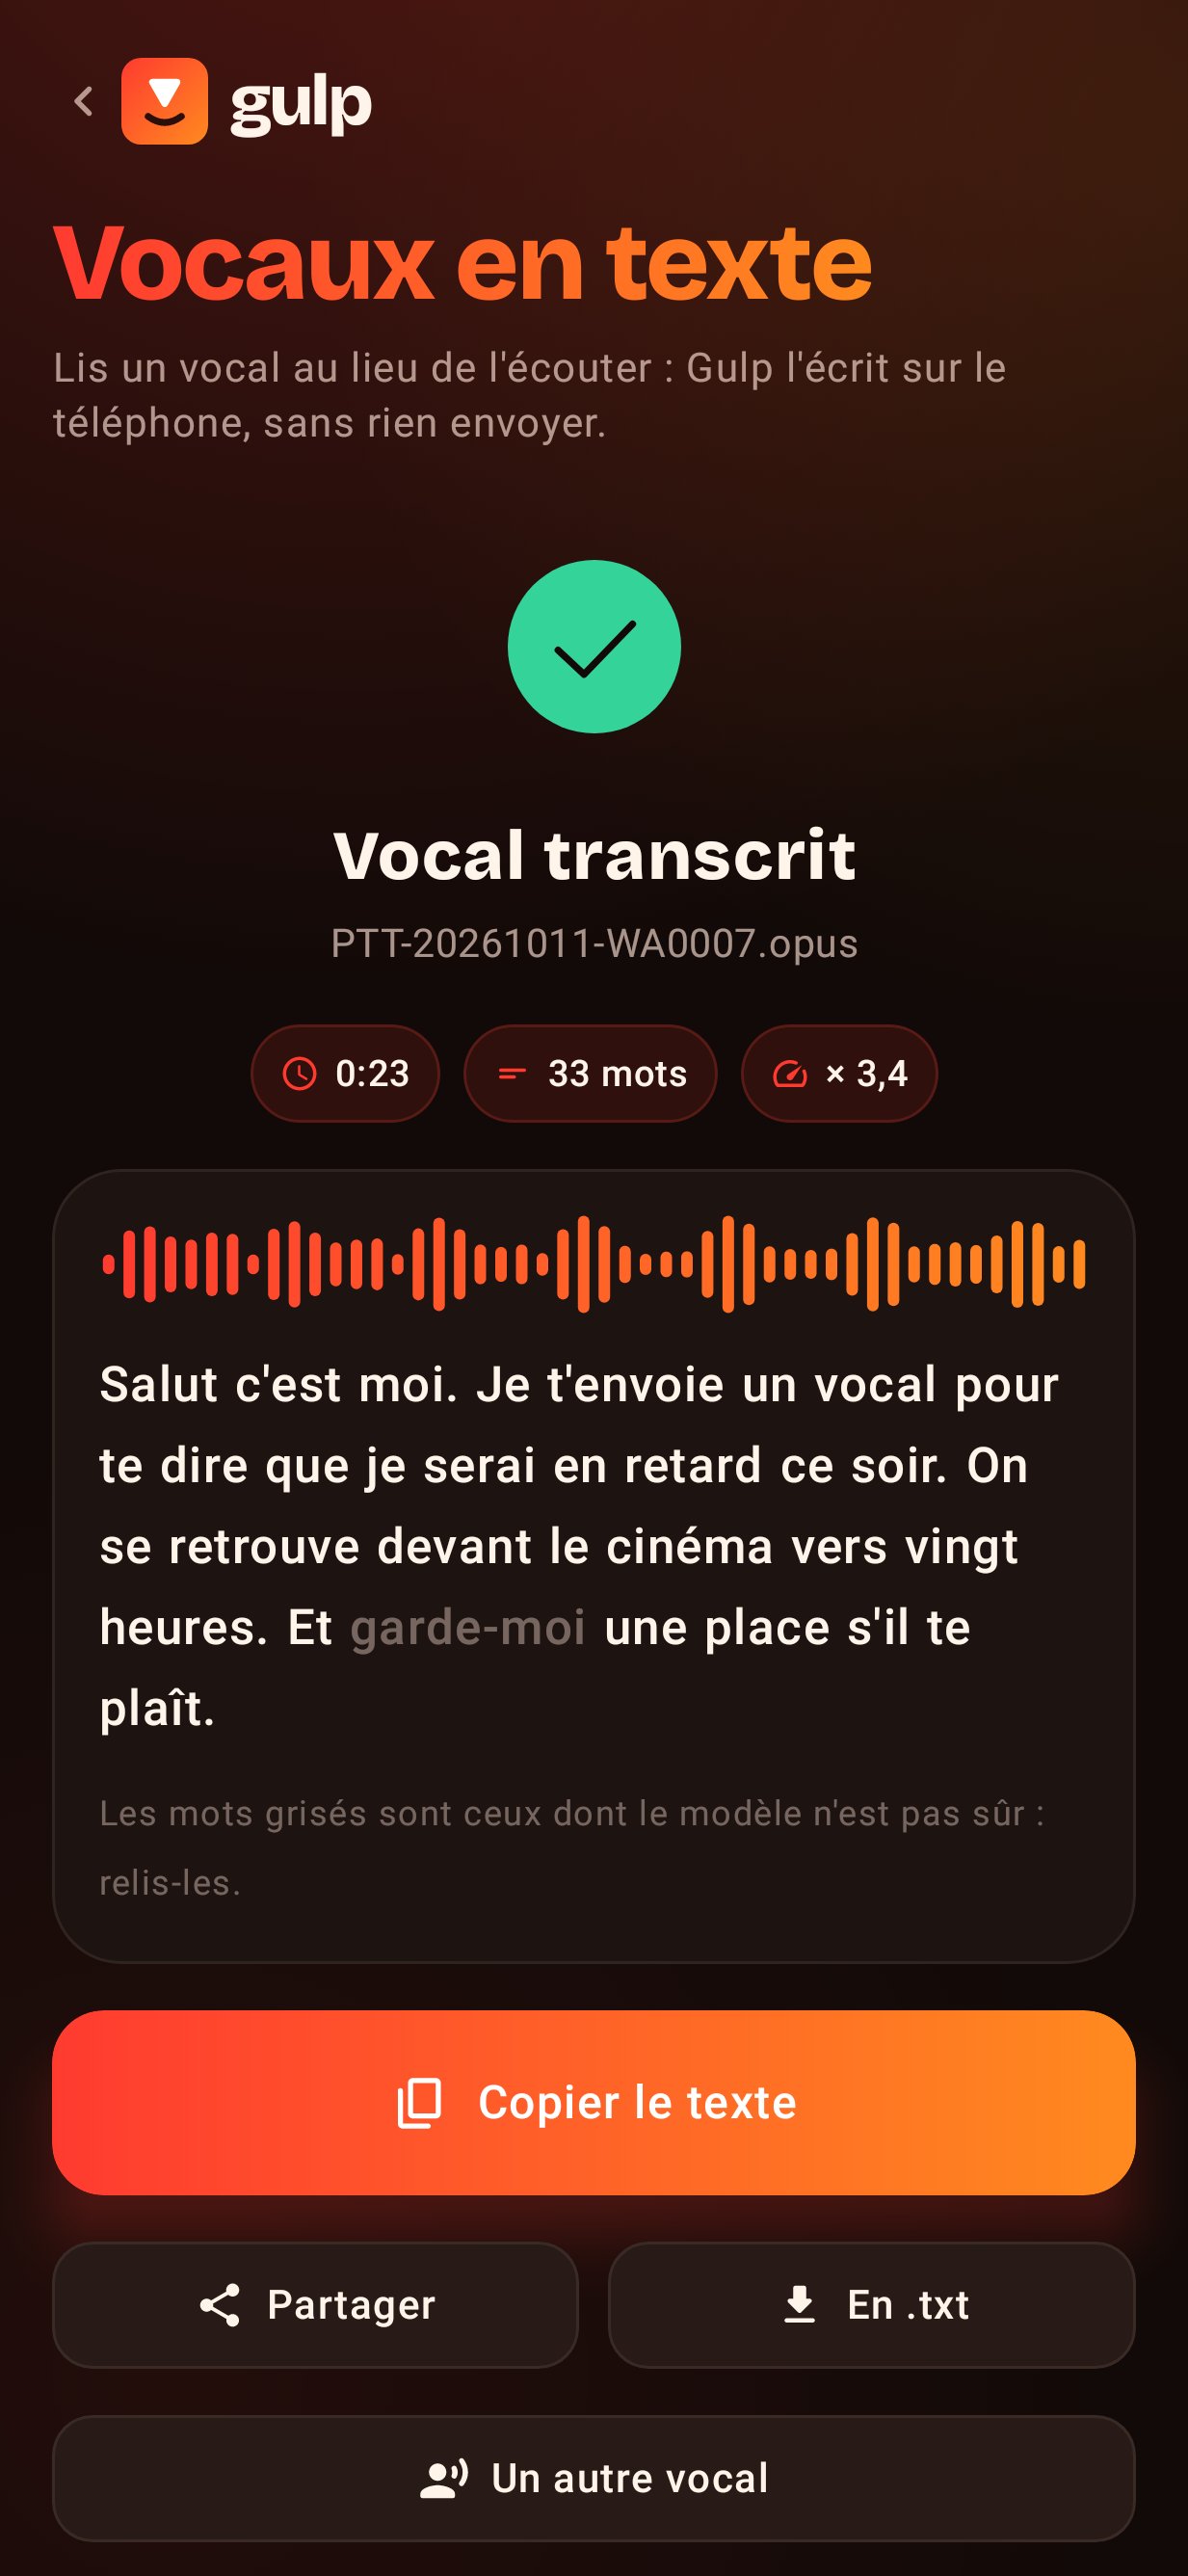 gulp
Vocaux en texte
Lis un vocal au lieu de l'écouter : Gulp l'écrit sur le
téléphone, sans rien envoyer.
Vocal transcrit
PTT-20261011-WA0007.opus
0:23
33 mots
× 3,4
Salut c'est moi. Je t'envoie un vocal pour
te dire que je serai en retard ce soir. On
se retrouve devant le cinéma vers vingt
heures. Et garde-moi une place s'il te
plaît.
Les mots grisés sont ceux dont le modèle n'est pas sûr :
relis-les.
Copier le texte
Partager
En .txt
Un autre vocal